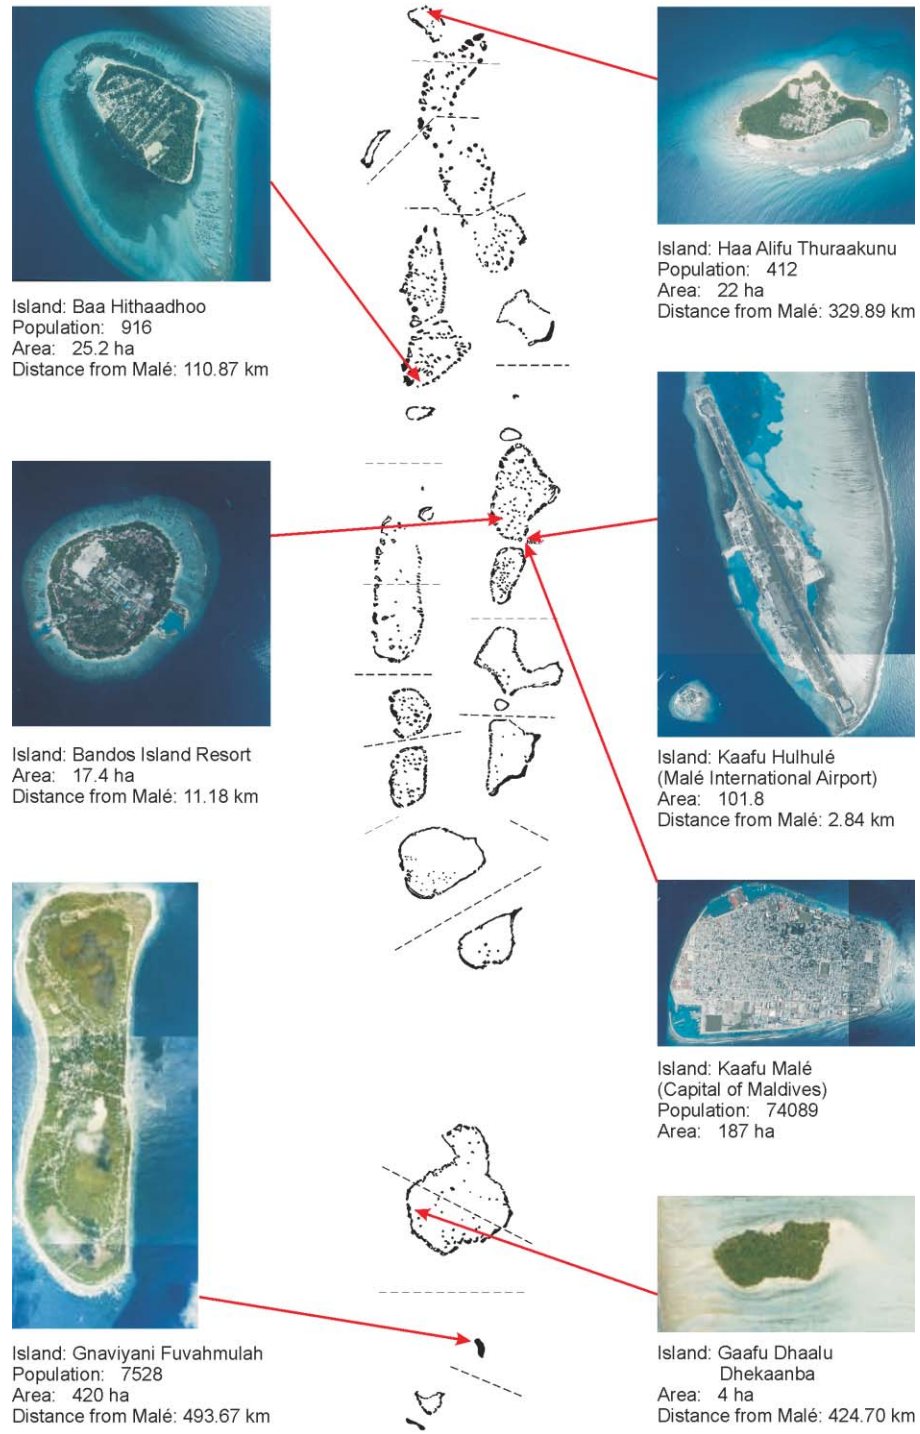 Island: Baa Hithaadhoo
Population: 916
Area: 25.2 ha
Distance from Malé: 110.87 km
Island: Haa Alifu Thuraakunu
Population: 412
Area: 22 ha
Distance from Malé: 329.89 km
Island: Bandos Island Resort
Area: 17.4 ha
Distance from Malé: 11.18 km
Island: Kaafu Hulhulé
(Malé International Airport)
Area: 101.8
Distance from Malé: 2.84 km
Island: Kaafu Malé
(Capital of Maldives)
Population: 74089
Area: 187 ha
Island: Gnaviyani Fuvahmulah
Population: 7528
Area: 420 ha
Distance from Malé: 493.67 km
Island: Gaafu Dhaalu
Dhekaanba
Area: 4 ha
Distance from Malé: 424.70 km